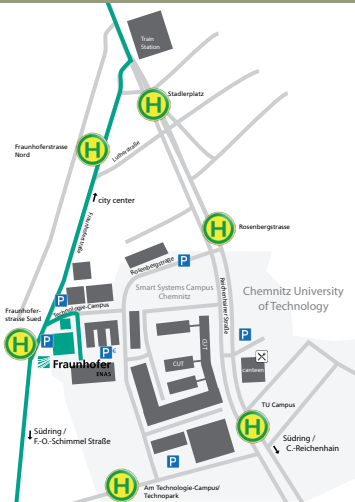 Train
Station
H
Stadlerplatz
Fraunhoferstrasse
Nord
H
Lutherstraße
city center
Fraunhoferstraße
H
Rosenbergstrasse
Rosenbergstraße
P
Smart Systems Campus
Chemnitz
Reichenhainer Straße
Chemnitz University
of Technology
P
Technologie-Campus
Fraunhofer-
strasse Sued
H
P
P
€
P
Fraunhofer
ENAS
CUT
CUT
canteen
TU Campus
H
Südring /
F.-O.-Schimmel Straße
Südring /
C.-Reichenhain
P
H
Am Technologie-Campus/
Technopark